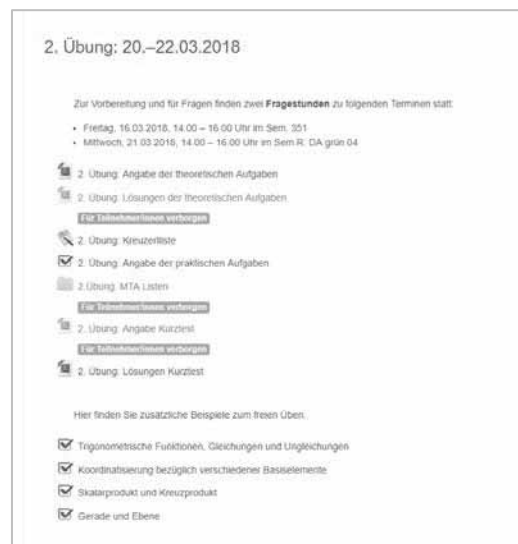 2. Übung: 20.–22.03.2018
Zur Vorbereitung und für Fragen finden zwei Fragestunden zu folgenden Terminen statt:
• Freitag, 16.03.2018, 14.00 – 16.00 Uhr im Sem. 351
• Mittwoch, 21.03.2018, 14.00 – 16.00 Uhr im Sem.R. DA grün 04
2. Übung: Angabe der theoretischen Aufgaben
2. Übung: Lösungen der theoretischen Aufgaben
Für Teilnehmer/innen verborgen
2. Übung: Kreuzerlliste
2. Übung: Angabe der praktischen Aufgaben
2.Übung: MTA Listen
Für Teilnehmer/innen verborgen
2. Übung: Angabe Kurztest
Für Teilnehmer/innen verborgen
2. Übung: Lösungen Kurztest
Hier finden Sie zusätzliche Beispiele zum freien Üben:
Trigonometrische Funktionen, Gleichungen und Ungleichungen
Koordinatisierung bezüglich verschiedener Basiselemente
Skalarprodukt und Kreuzprodukt
Gerade und Ebene